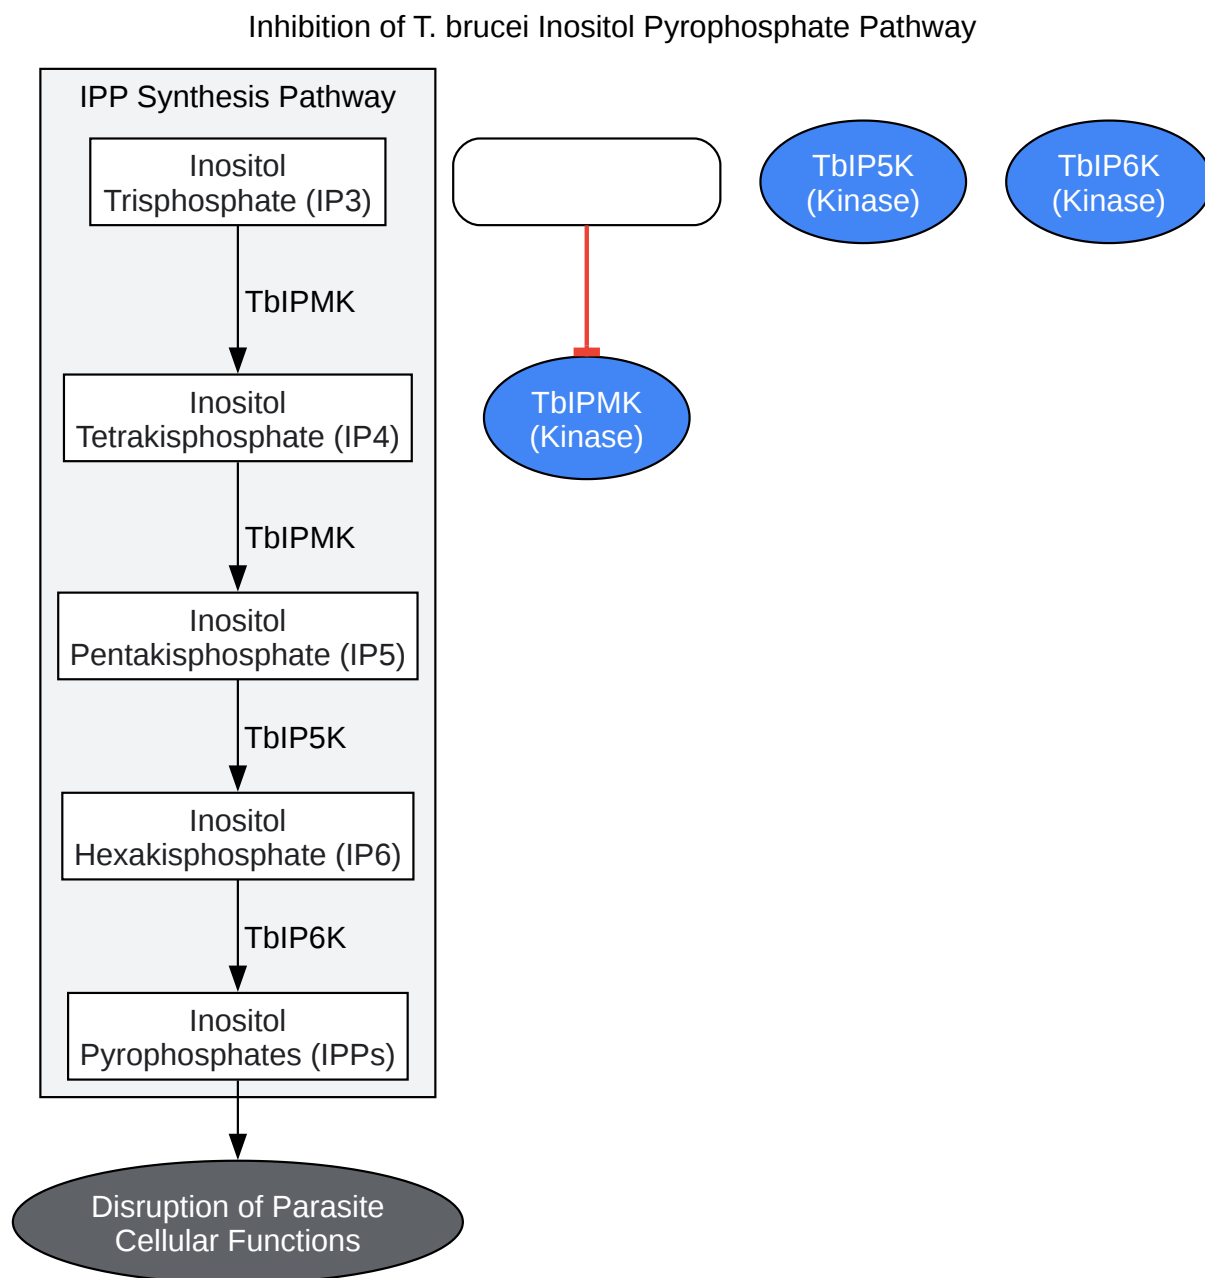 Inhibition of T. brucei Inositol Pyrophosphate Pathway
IPP Synthesis Pathway
Inositol
Trisphosphate (IP3)
TbIPMK
Inositol
Tetrakisphosphate (IP4)
TbIPMK
Inositol
Pentakisphosphate (IP5)
TbIP5K
Inositol
Hexakisphosphate (IP6)
TbIP6K
Inositol
Pyrophosphates (IPPs)
Disruption of Parasite
Cellular Functions
TbIPMK
(Kinase)
TbIP5K
(Kinase)
TbIP6K
(Kinase)